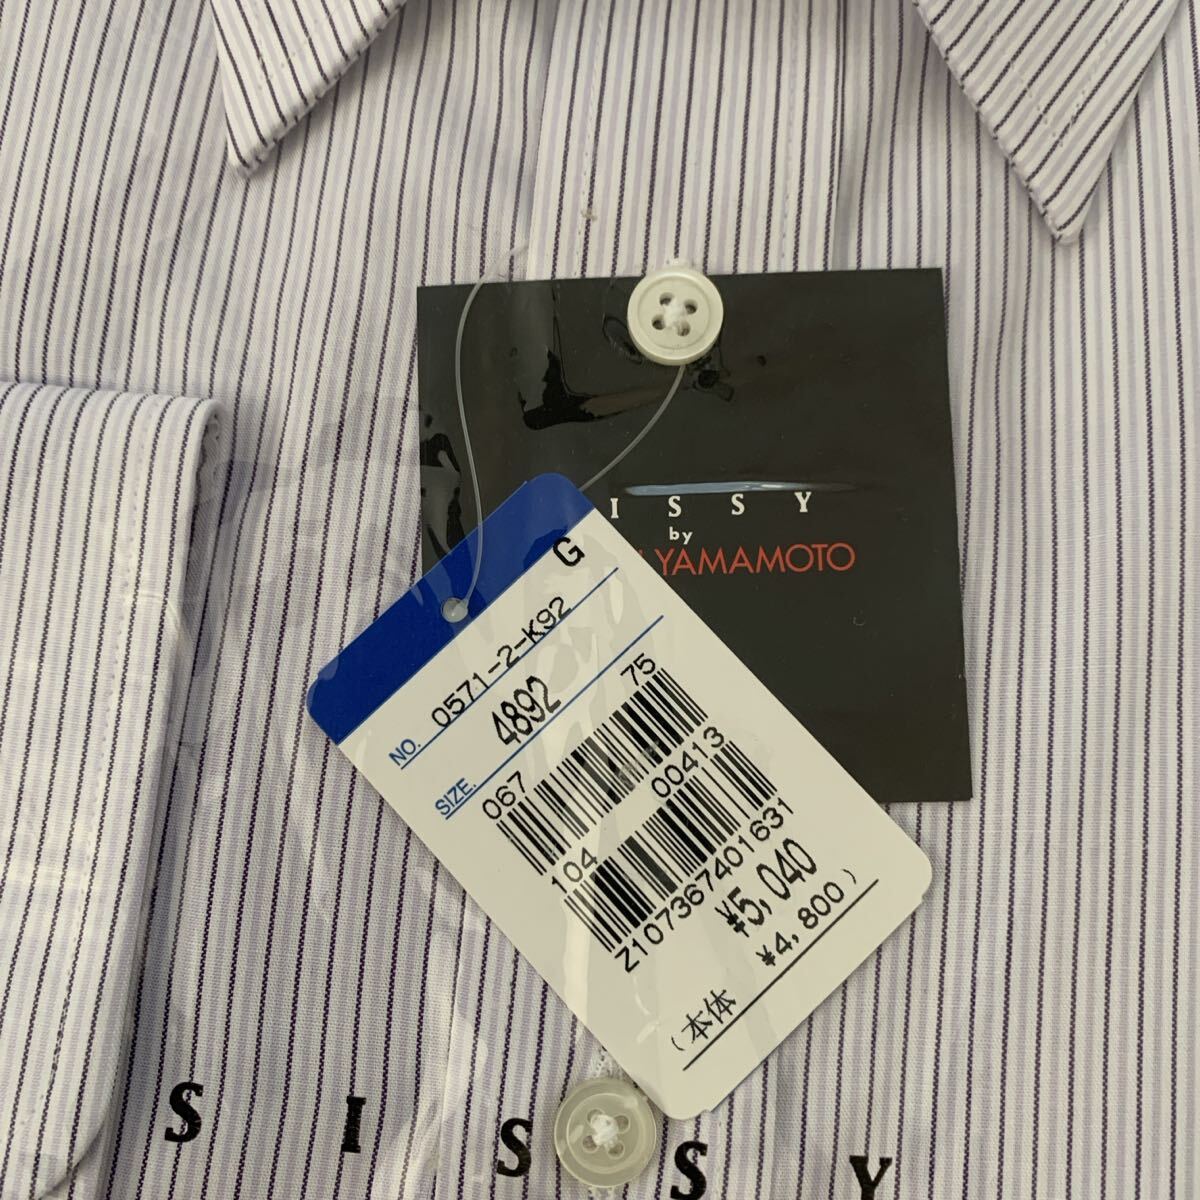 ISSY
by
YAMAMOTO
G
NO. 0571-2-K92
SIZE. 4892
067 75
104 00413
Z107367401631
¥5,040
(本体 ¥4,800)
SISSY